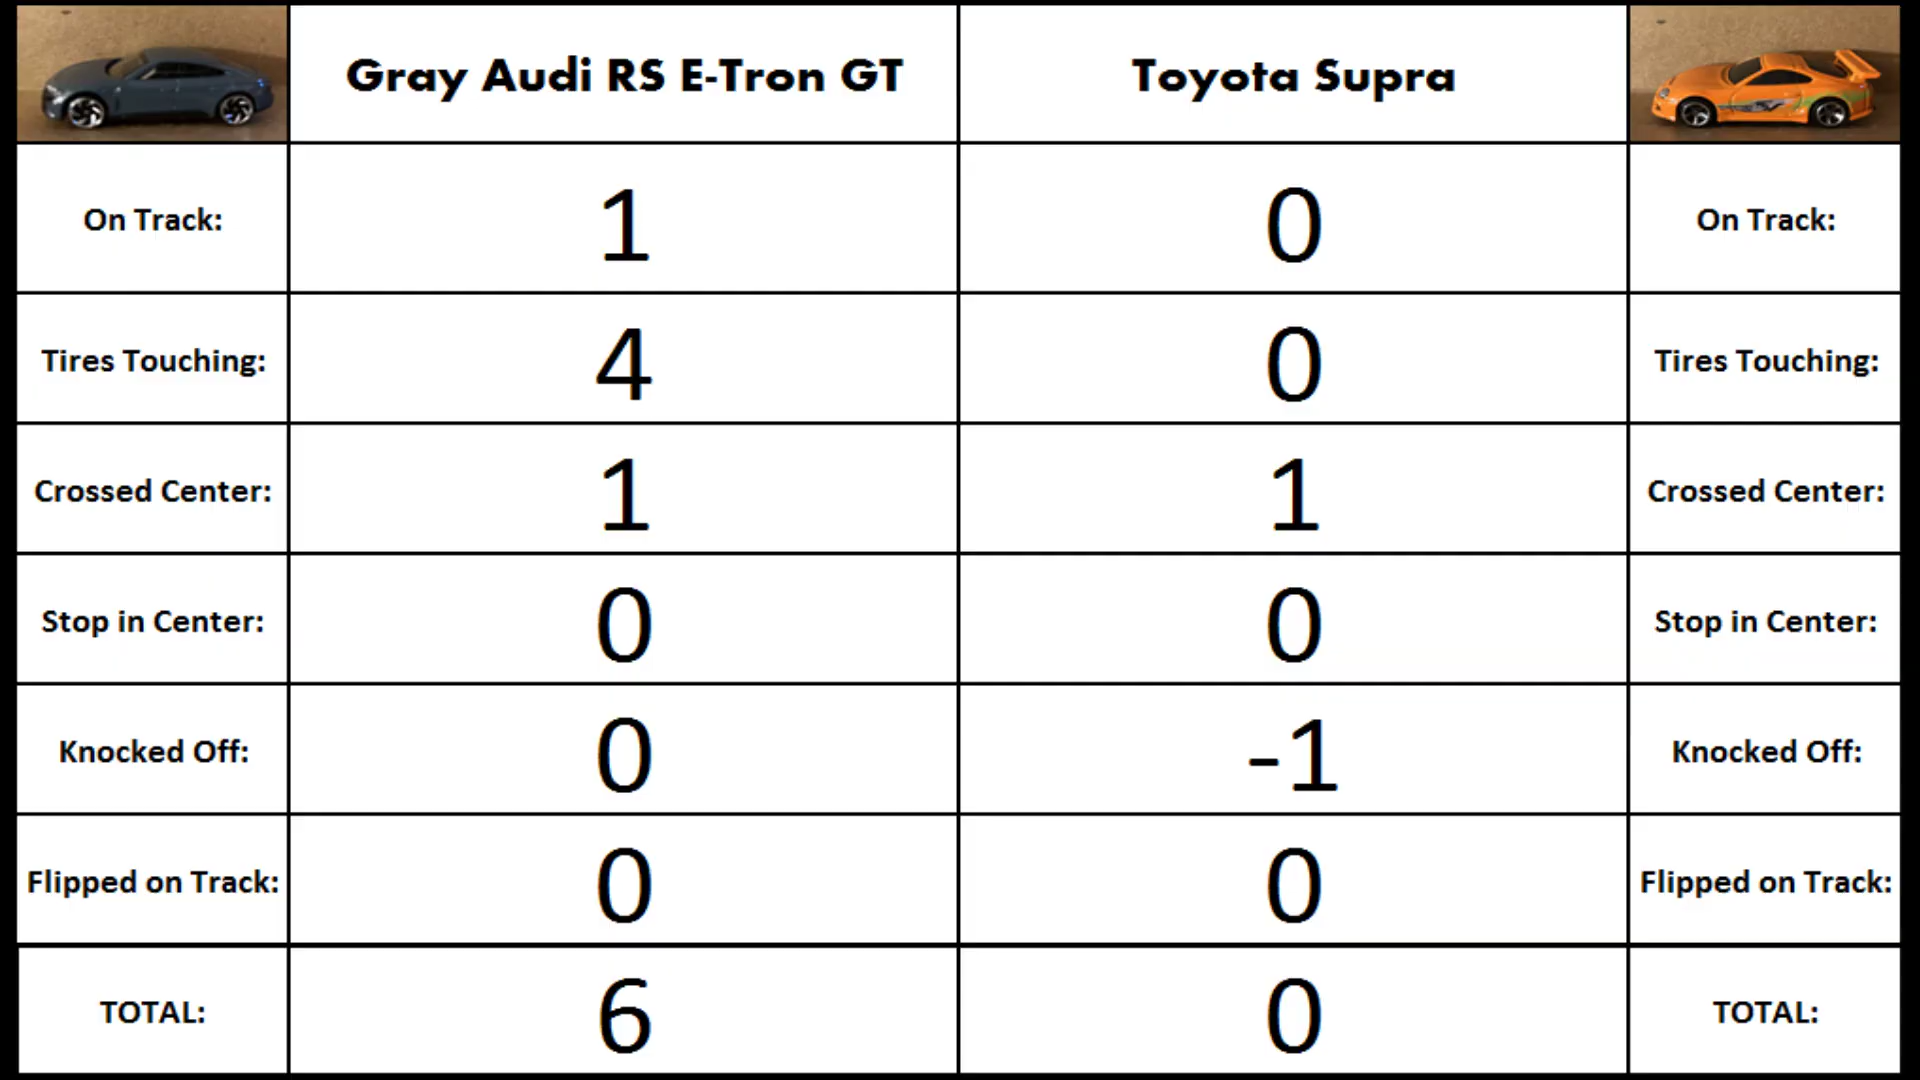 Gray Audi RS E-Tron GT Toyota Supra
On Track: 1 0 On Track:
Tires Touching: 4 0 Tires Touching:
Crossed Center: 1 1 Crossed Center:
Stop in Center: 0 0 Stop in Center:
Knocked Off: 0 -1 Knocked Off:
Flipped on Track: 0 0 Flipped on Track:
TOTAL: 6 0 TOTAL: